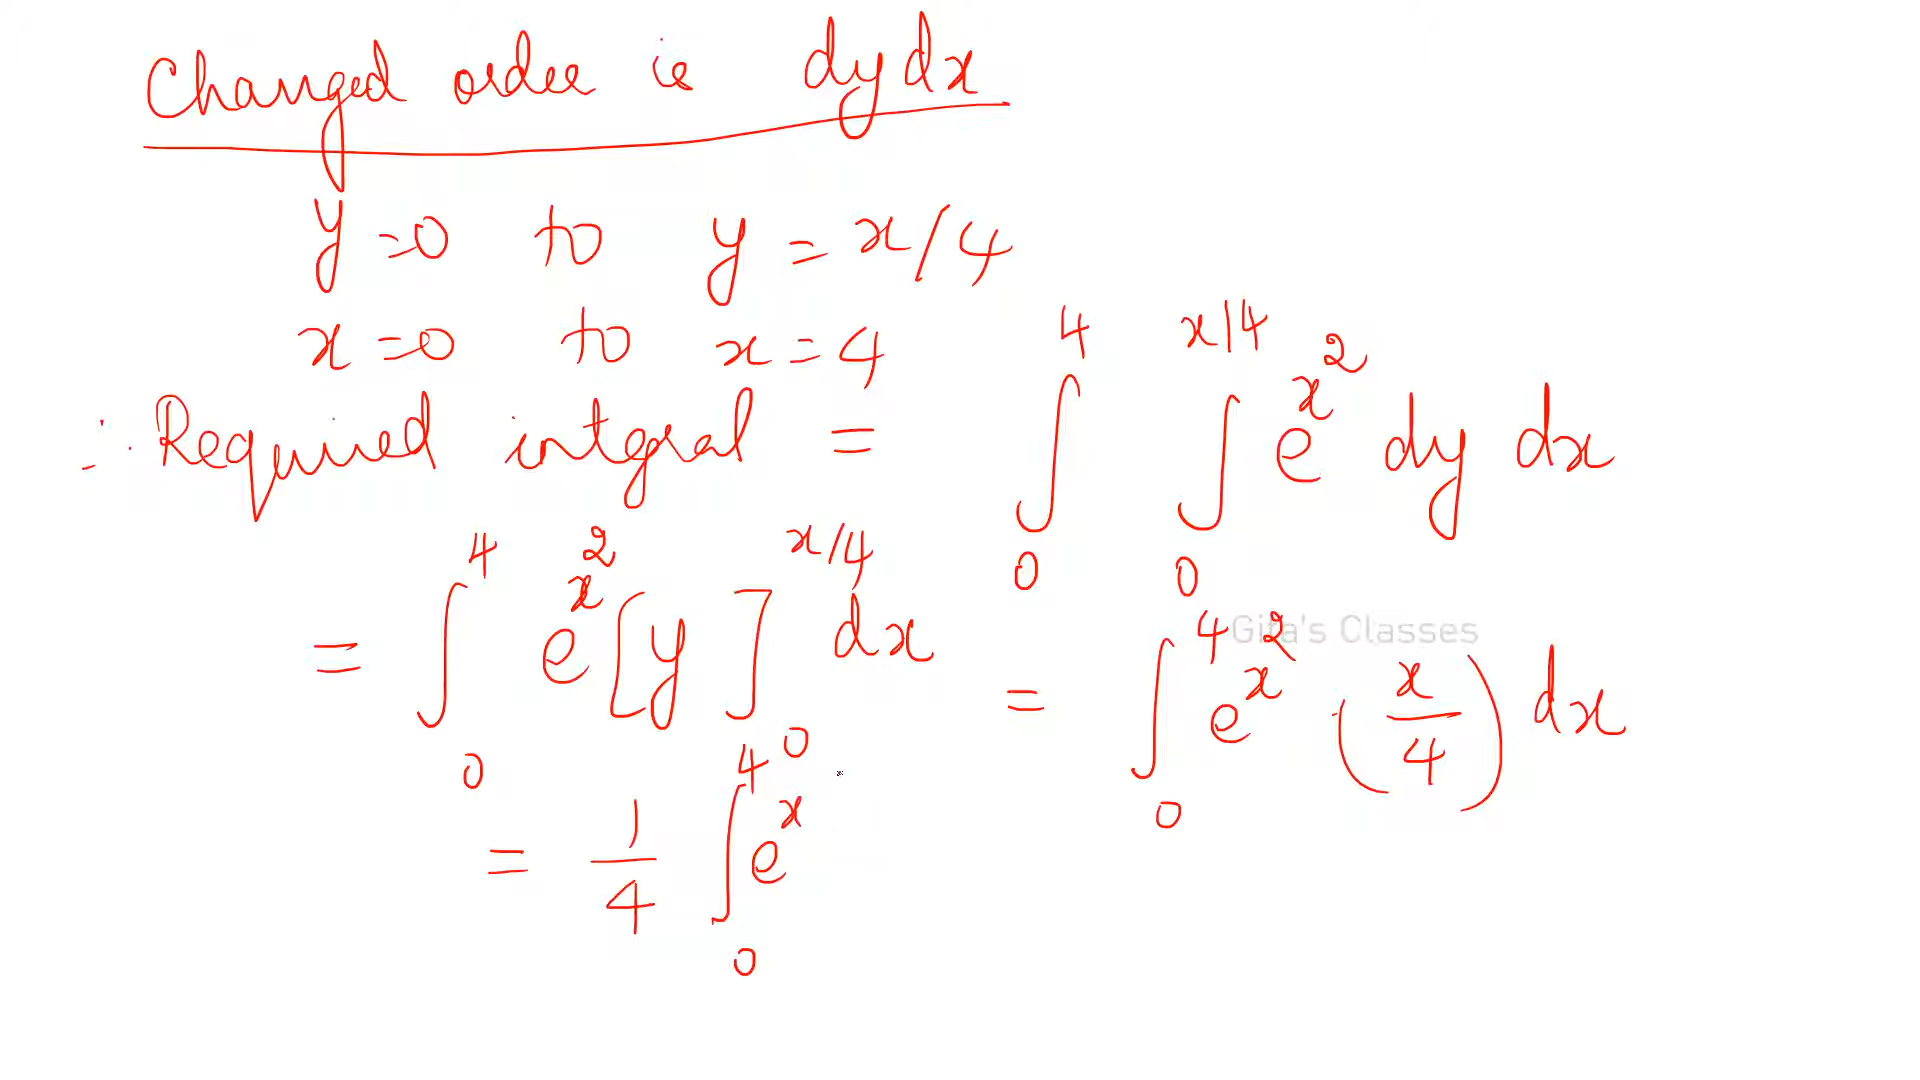 Changed order is dy dx
y = 0 to y = x/4
x = 0 to x = 4
∴ Required integral = ∫₀⁴ ∫₀^{x/4} e^{x²} dy dx
= ∫₀⁴ e^{x²} [y]₀^{x/4} dx = ∫₀⁴ e^{x²} (x/4) dx
Gita's Classes
= 1/4 ∫₀⁴ e^x